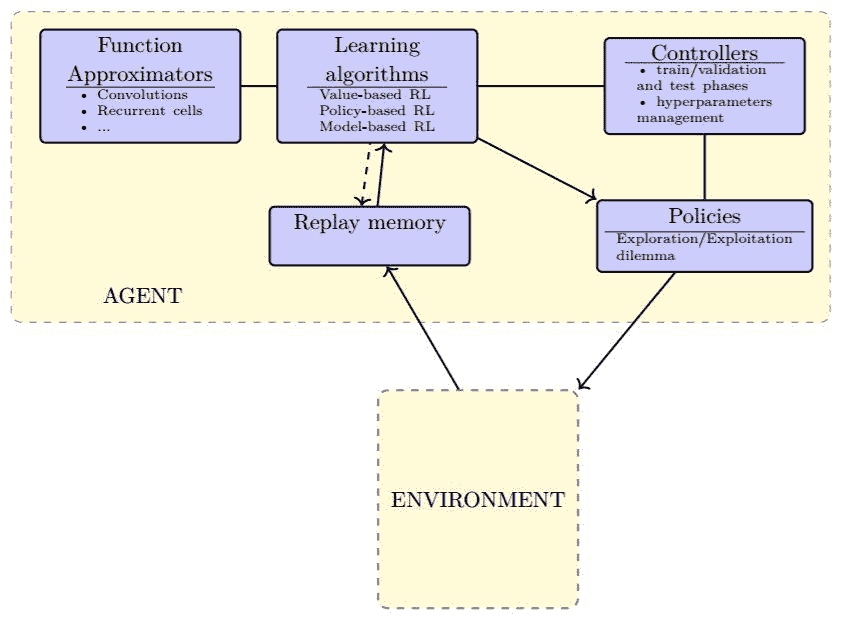 Function
Approximators
• Convolutions
• Recurrent cells
• ...
Learning
algorithms
Value-based RL
Policy-based RL
Model-based RL
Controllers
• train/validation
and test phases
• hyperparameters
management
Replay memory
Policies
Exploration/Exploitation
dilemma
AGENT
ENVIRONMENT